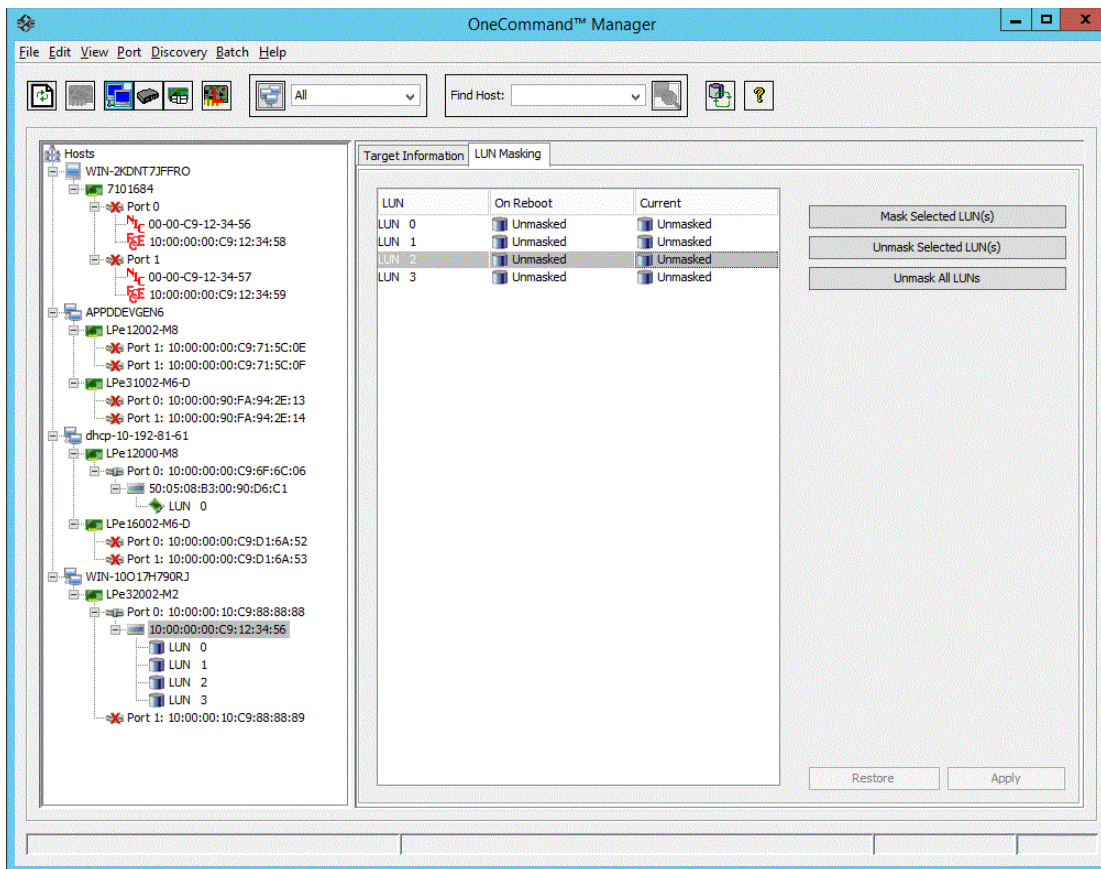 OneCommand™ Manager
File Edit View Port Discovery Batch Help
All
Find Host:
Hosts
WIN-2KDNT7JFFRO
7101684
Port 0
NIC 00-00-C9-12-34-56
FCoE 10:00:00:00:C9:12:34:58
Port 1
NIC 00-00-C9-12-34-57
FCoE 10:00:00:00:C9:12:34:59
APPDDEVGEN6
LPe12002-M8
Port 1: 10:00:00:00:C9:71:5C:0E
Port 1: 10:00:00:00:C9:71:5C:0F
LPe31002-M6-D
Port 0: 10:00:00:90:FA:94:2E:13
Port 1: 10:00:00:90:FA:94:2E:14
dhcp-10-192-81-61
LPe12000-M8
Port 0: 10:00:00:00:C9:6F:6C:06
50:05:08:B3:00:90:D6:C1
LUN 0
LPe16002-M6-D
Port 0: 10:00:00:00:C9:D1:6A:52
Port 1: 10:00:00:00:C9:D1:6A:53
WIN-10O17H790RJ
LPe32002-M2
Port 0: 10:00:00:10:C9:88:88:88
10:00:00:00:C9:12:34:56
LUN 0
LUN 1
LUN 2
LUN 3
Port 1: 10:00:00:10:C9:88:88:89
Target Information LUN Masking
LUN On Reboot Current
LUN 0 Unmasked Unmasked
LUN 1 Unmasked Unmasked
LUN 2 Unmasked Unmasked
LUN 3 Unmasked Unmasked
Mask Selected LUN(s)
Unmask Selected LUN(s)
Unmask All LUNs
Restore Apply